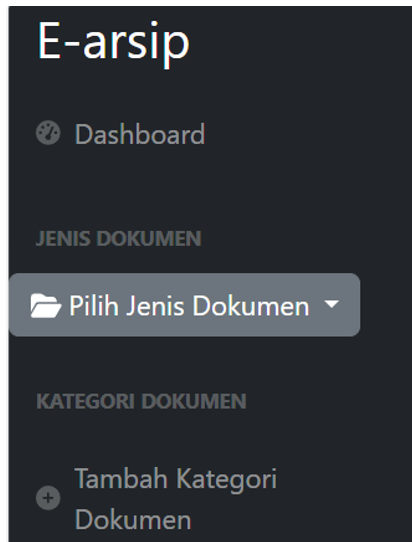 E-arsip
Dashboard
JENIS DOKUMEN
Pilih Jenis Dokumen
KATEGORI DOKUMEN
Tambah Kategori
Dokumen